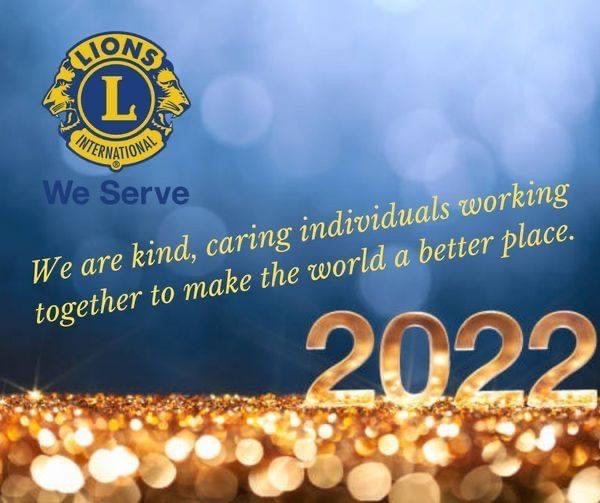 LIONS
L
INTERNATIONAL
®
We Serve
We are kind, caring individuals working
together to make the world a better place.
2022